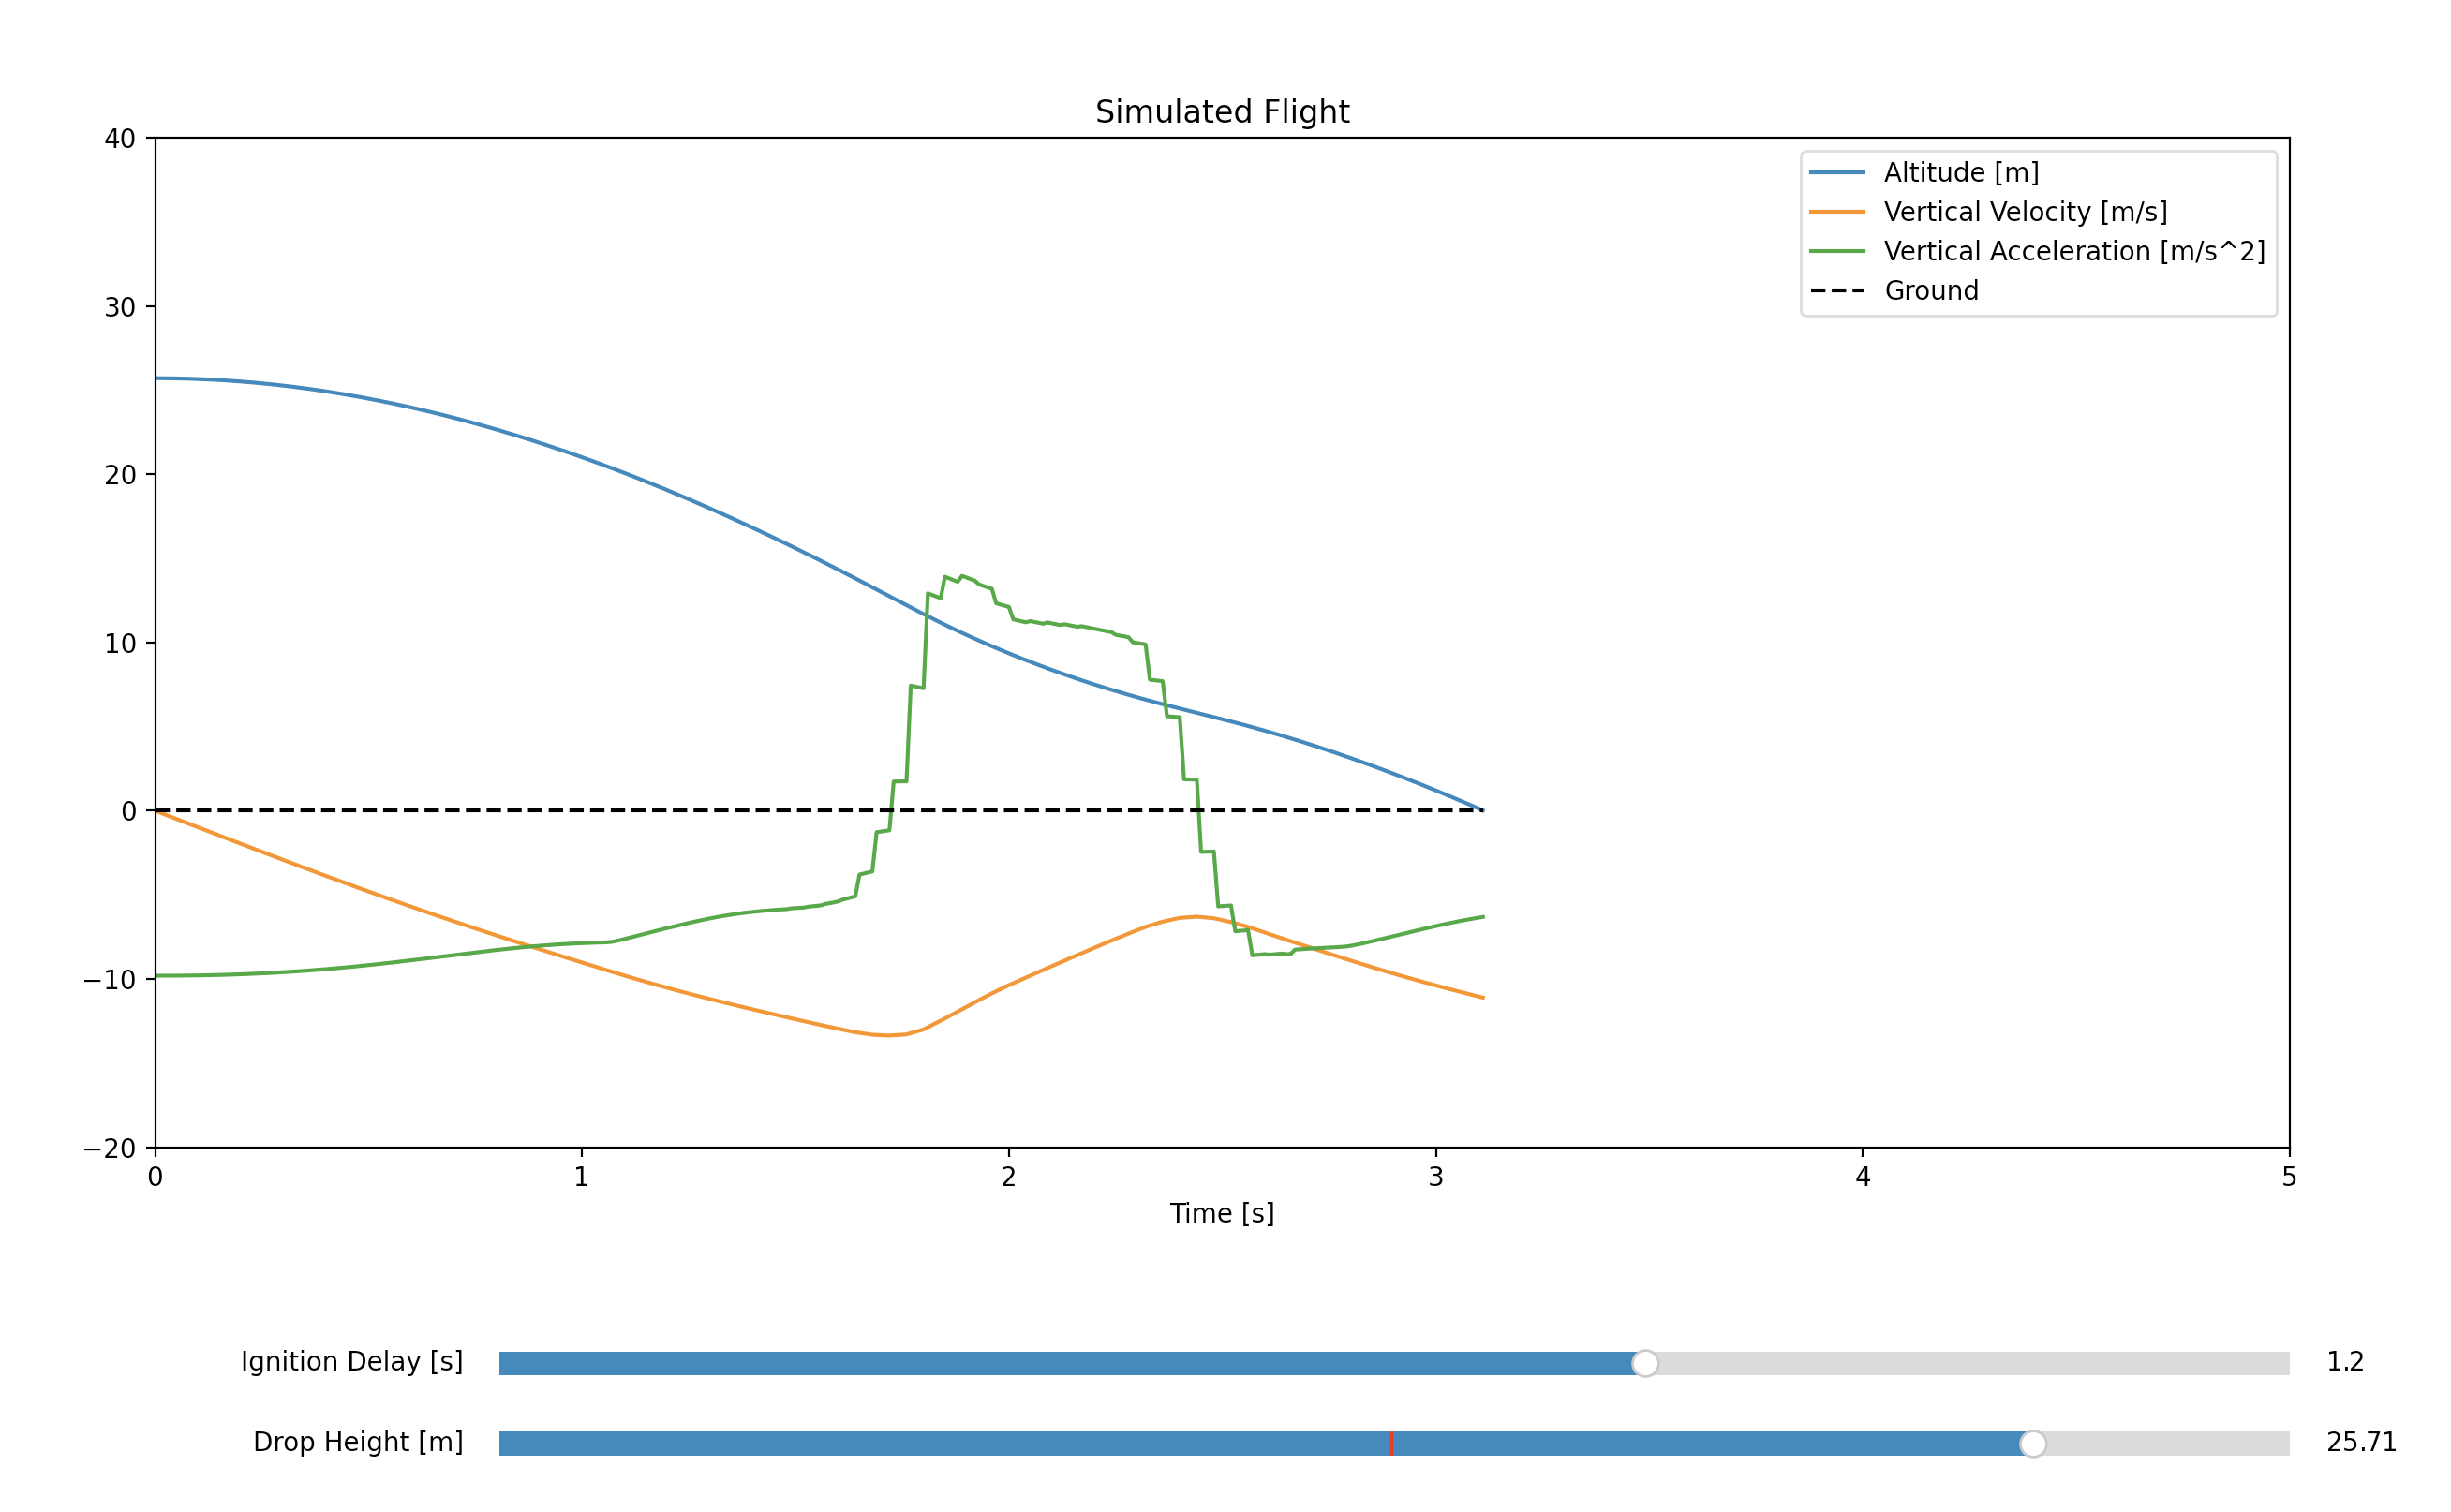 Simulated Flight
40
30
20
10
0
−10
−20
Altitude [m]
Vertical Velocity [m/s]
Vertical Acceleration [m/s^2]
Ground
0 1 2 3 4 5
Time [s]
Ignition Delay [s] 1.2
Drop Height [m] 25.71